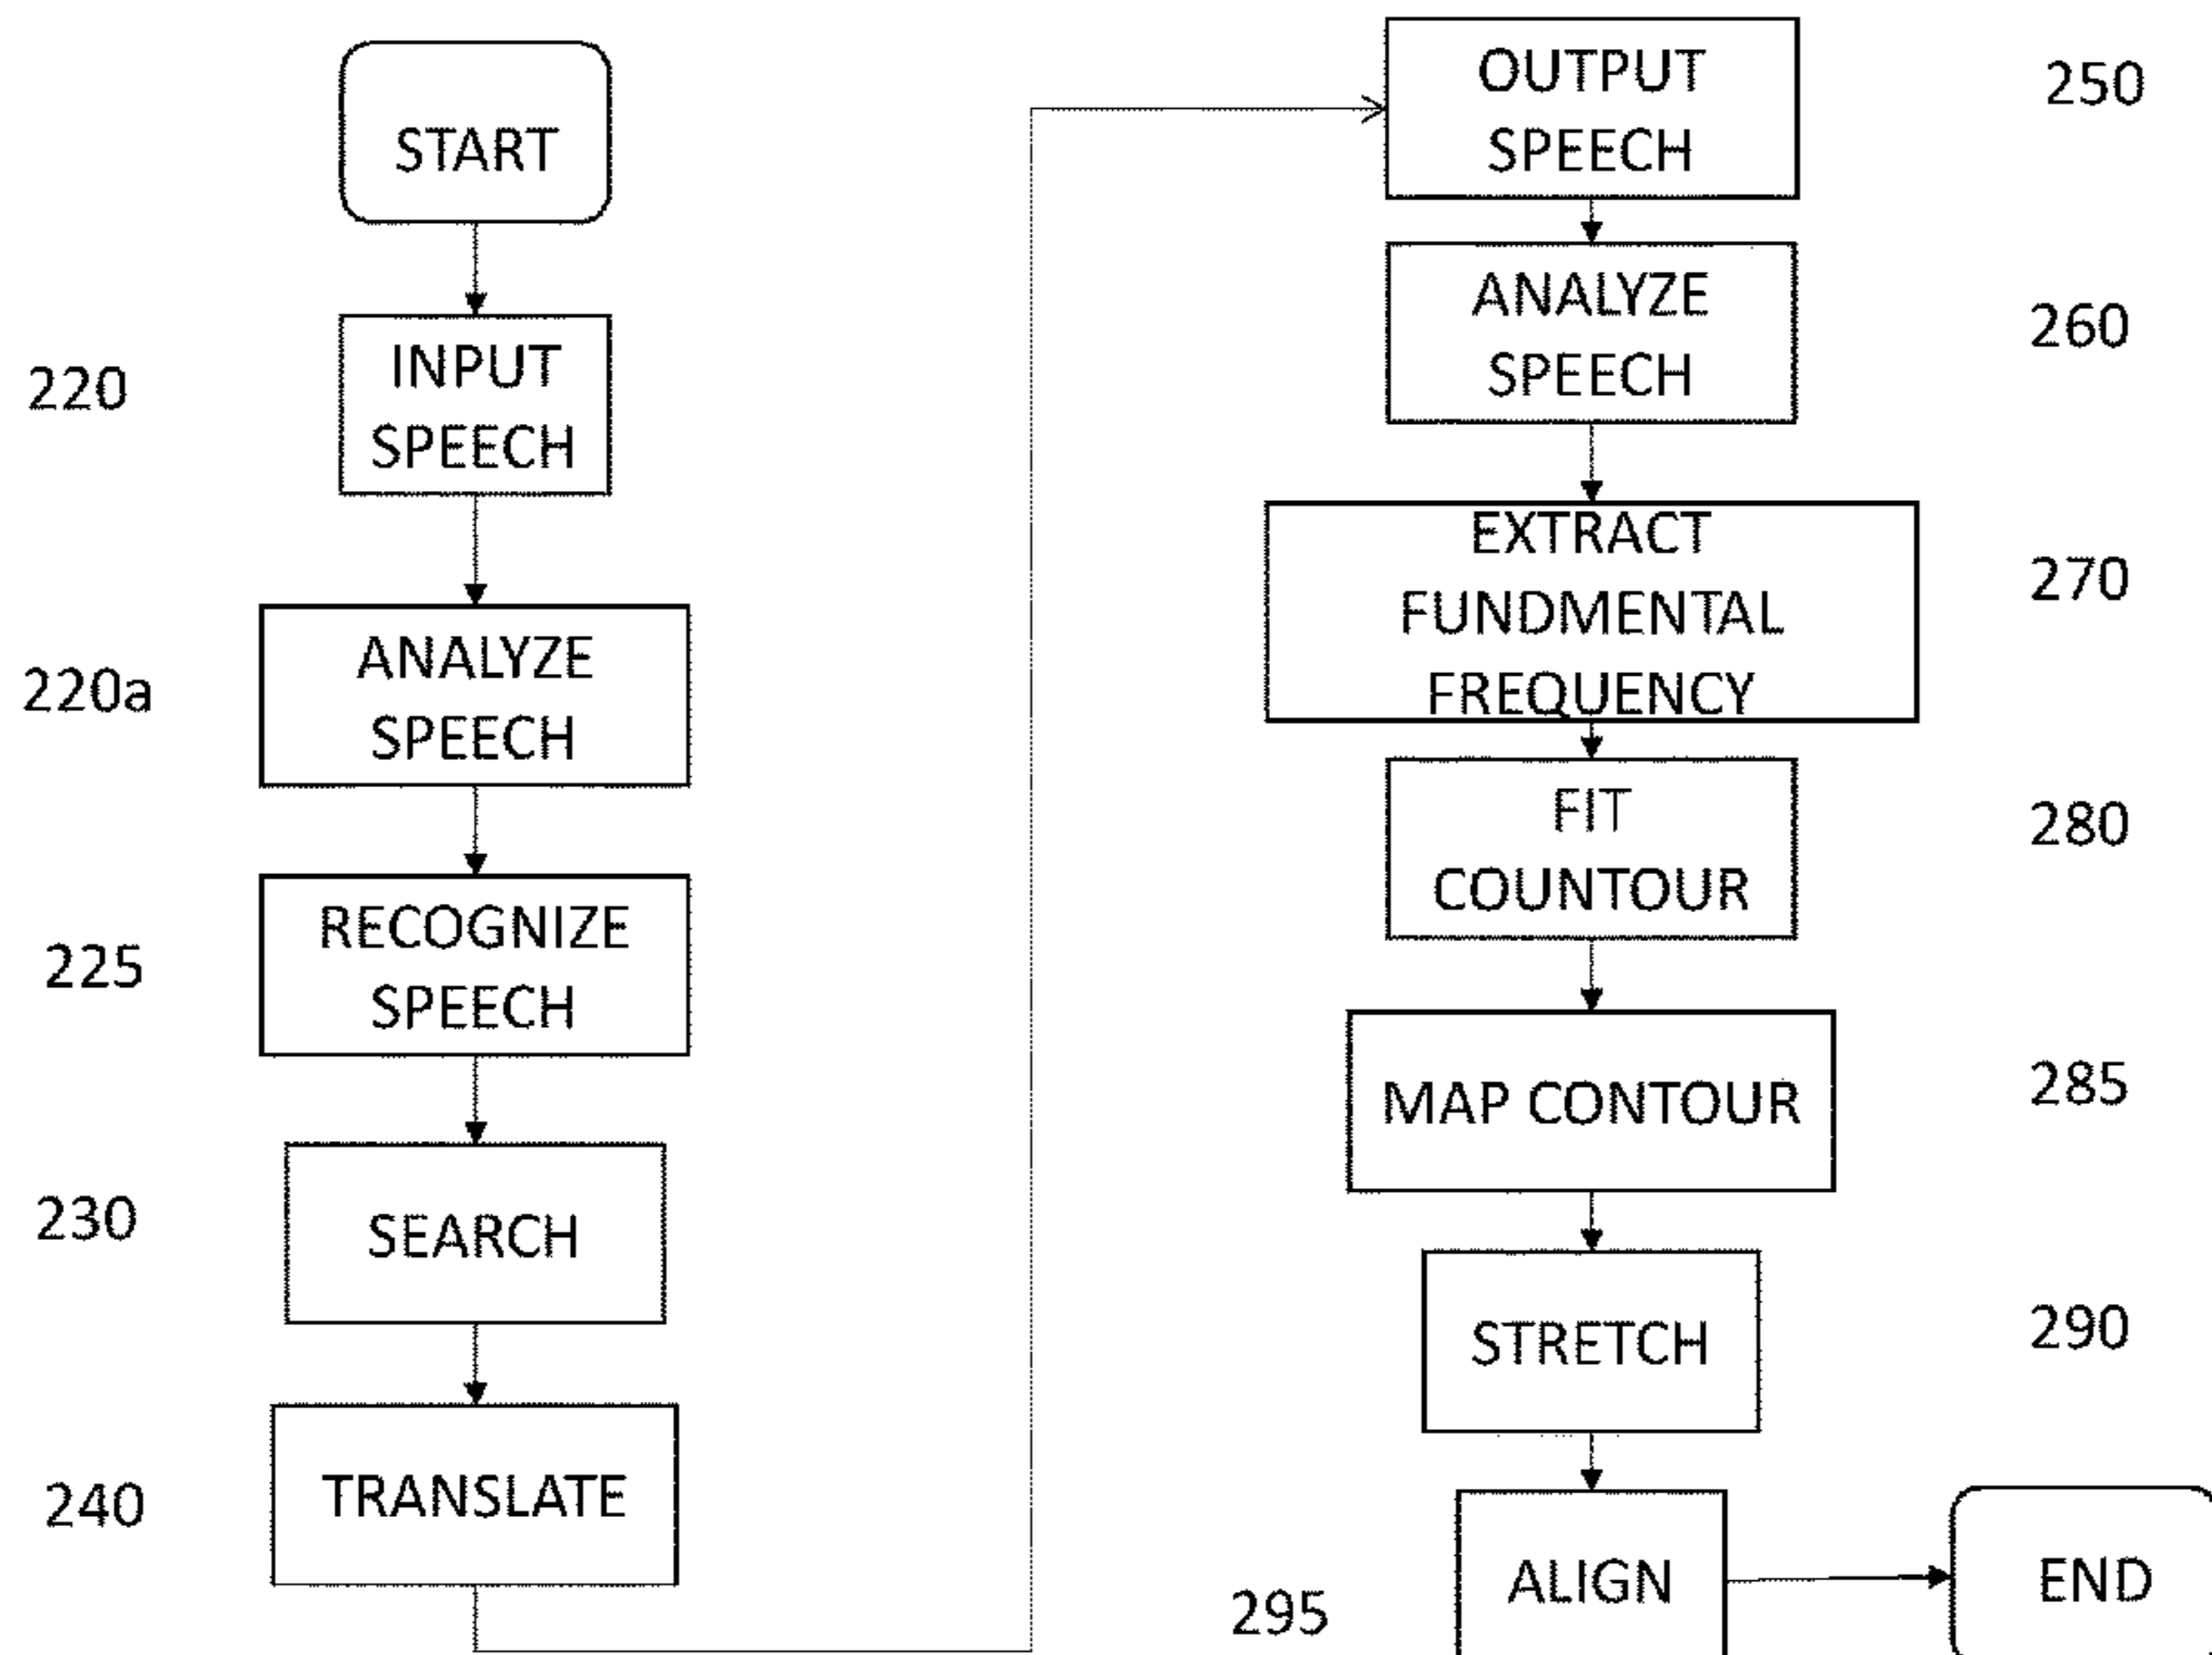 START
220
INPUT
SPEECH
220a
ANALYZE
SPEECH
225
RECOGNIZE
SPEECH
230
SEARCH
240
TRANSLATE
OUTPUT
SPEECH
250
ANALYZE
SPEECH
260
EXTRACT
FUNDMENTAL
FREQUENCY
270
FIT
COUNTOUR
280
MAP CONTOUR
285
STRETCH
290
ALIGN
295
END